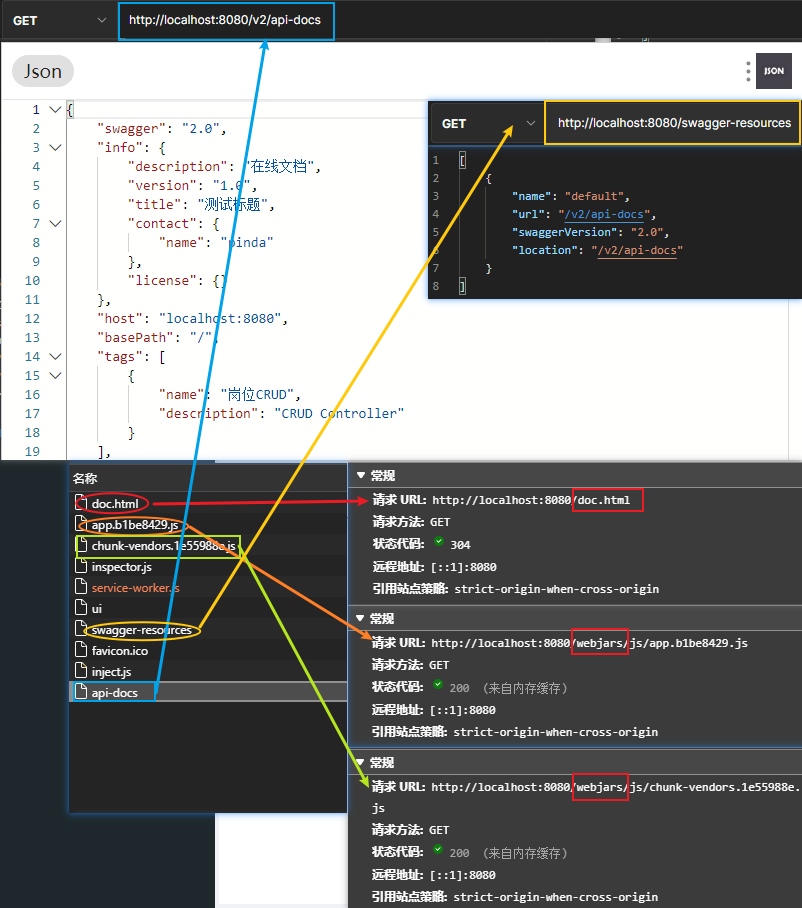 GET
http://localhost:8080/v2/api-docs
Json
JSON
1 {
2 "swagger": "2.0",
3 "info": {
4 "description": "在线文档",
5 "version": "1.0",
6 "title": "测试标题",
7 "contact": {
8 "name": "pinda"
9 },
10 "license": {}
11 },
12 "host": "localhost:8080",
13 "basePath": "/",
14 "tags": [
15 {
16 "name": "岗位CRUD",
17 "description": "CRUD Controller"
18 }
19 ],
GET
http://localhost:8080/swagger-resources
1 [
2 {
3 "name": "default",
4 "url": "/v2/api-docs",
5 "swaggerVersion": "2.0",
6 "location": "/v2/api-docs"
7 }
8 ]
名称
doc.html
app.b1be8429.js
chunk-vendors.1e55988e.js
inspector.js
service-worker.js
ui
swagger-resources
favicon.ico
inject.js
api-docs
常规
请求 URL: http://localhost:8080/doc.html
请求方法: GET
状态代码: 304
远程地址: [::1]:8080
引用站点策略: strict-origin-when-cross-origin
常规
请求 URL: http://localhost:8080/webjars/js/app.b1be8429.js
请求方法: GET
状态代码: 200 (来自内存缓存)
远程地址: [::1]:8080
引用站点策略: strict-origin-when-cross-origin
常规
请求 URL: http://localhost:8080/webjars/js/chunk-vendors.1e55988e.
js
请求方法: GET
状态代码: 200 (来自内存缓存)
远程地址: [::1]:8080
引用站点策略: strict-origin-when-cross-origin